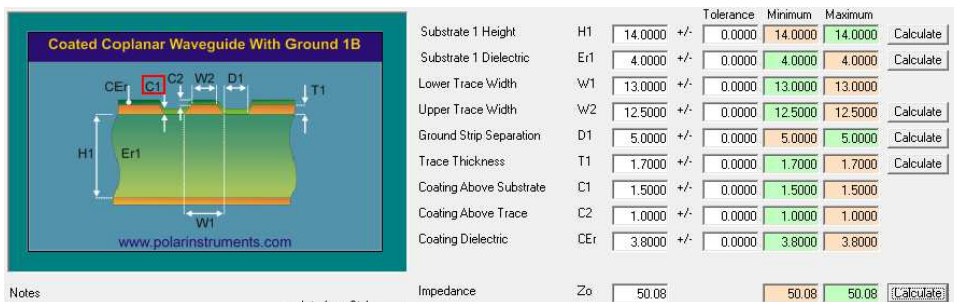 Tolerance Minimum Maximum
Coated Coplanar Waveguide With Ground 1B
CEr C1 C2 W2 D1 T1
H1 Er1
W1
www.polarinstruments.com
Substrate 1 Height H1 14.0000 +/- 0.0000 14.0000 14.0000 Calculate
Substrate 1 Dielectric Er1 4.0000 +/- 0.0000 4.0000 4.0000 Calculate
Lower Trace Width W1 13.0000 +/- 0.0000 13.0000 13.0000
Upper Trace Width W2 12.5000 +/- 0.0000 12.5000 12.5000 Calculate
Ground Strip Separation D1 5.0000 +/- 0.0000 5.0000 5.0000 Calculate
Trace Thickness T1 1.7000 +/- 0.0000 1.7000 1.7000 Calculate
Coating Above Substrate C1 1.5000 +/- 0.0000 1.5000 1.5000
Coating Above Trace C2 1.0000 +/- 0.0000 1.0000 1.0000
Coating Dielectric CEr 3.8000 +/- 0.0000 3.8000 3.8000
Notes
Impedance Zo 50.08 50.08 50.08 Calculate